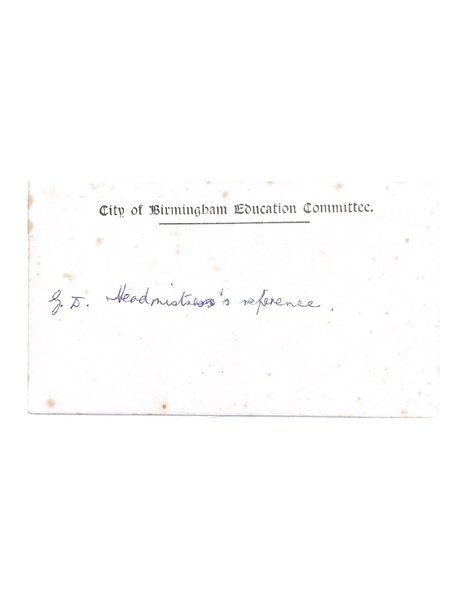 City of Birmingham Education Committee.
G. D. Headmistress's reference.